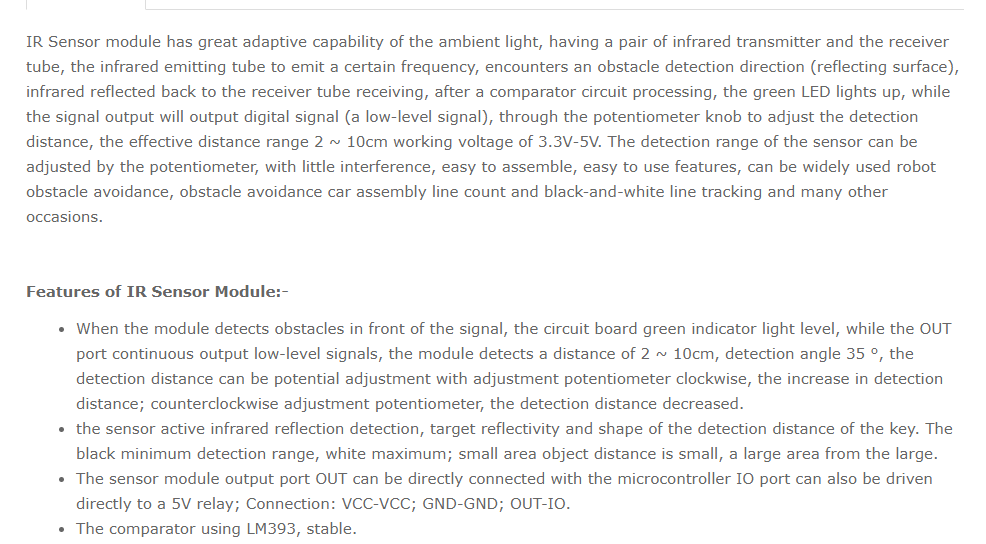 IR Sensor module has great adaptive capability of the ambient light, having a pair of infrared transmitter and the receiver
tube, the infrared emitting tube to emit a certain frequency, encounters an obstacle detection direction (reflecting surface),
infrared reflected back to the receiver tube receiving, after a comparator circuit processing, the green LED lights up, while
the signal output will output digital signal (a low-level signal), through the potentiometer knob to adjust the detection
distance, the effective distance range 2 ~ 10cm working voltage of 3.3V-5V. The detection range of the sensor can be
adjusted by the potentiometer, with little interference, easy to assemble, easy to use features, can be widely used robot
obstacle avoidance, obstacle avoidance car assembly line count and black-and-white line tracking and many other
occasions.
Features of IR Sensor Module:-
• When the module detects obstacles in front of the signal, the circuit board green indicator light level, while the OUT
port continuous output low-level signals, the module detects a distance of 2 ~ 10cm, detection angle 35 °, the
detection distance can be potential adjustment with adjustment potentiometer clockwise, the increase in detection
distance; counterclockwise adjustment potentiometer, the detection distance decreased.
• the sensor active infrared reflection detection, target reflectivity and shape of the detection distance of the key. The
black minimum detection range, white maximum; small area object distance is small, a large area from the large.
• The sensor module output port OUT can be directly connected with the microcontroller IO port can also be driven
directly to a 5V relay; Connection: VCC-VCC; GND-GND; OUT-IO.
• The comparator using LM393, stable.